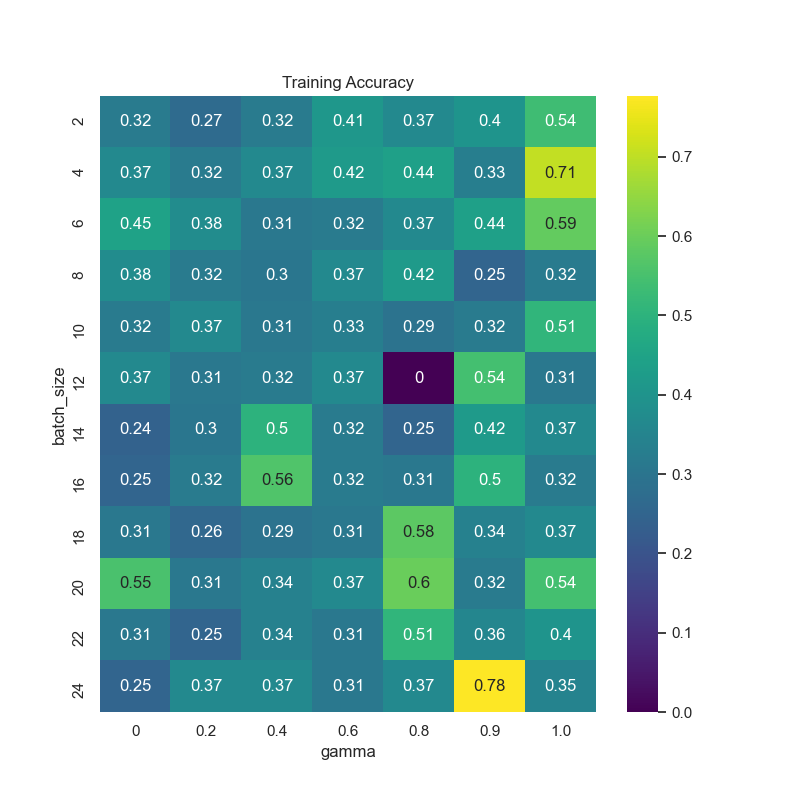 Training Accuracy
2 0.32 0.27 0.32 0.41 0.37 0.4 0.54
4 0.37 0.32 0.37 0.42 0.44 0.33 0.71
6 0.45 0.38 0.31 0.32 0.37 0.44 0.59
8 0.38 0.32 0.3 0.37 0.42 0.25 0.32
10 0.32 0.37 0.31 0.33 0.29 0.32 0.51
12 0.37 0.31 0.32 0.37 0 0.54 0.31
14 0.24 0.3 0.5 0.32 0.25 0.42 0.37
16 0.25 0.32 0.56 0.32 0.31 0.5 0.32
18 0.31 0.26 0.29 0.31 0.58 0.34 0.37
20 0.55 0.31 0.34 0.37 0.6 0.32 0.54
22 0.31 0.25 0.34 0.31 0.51 0.36 0.4
24 0.25 0.37 0.37 0.31 0.37 0.78 0.35
0 0.2 0.4 0.6 0.8 0.9 1.0
gamma
batch_size
0.7
0.6
0.5
0.4
0.3
0.2
0.1
0.0